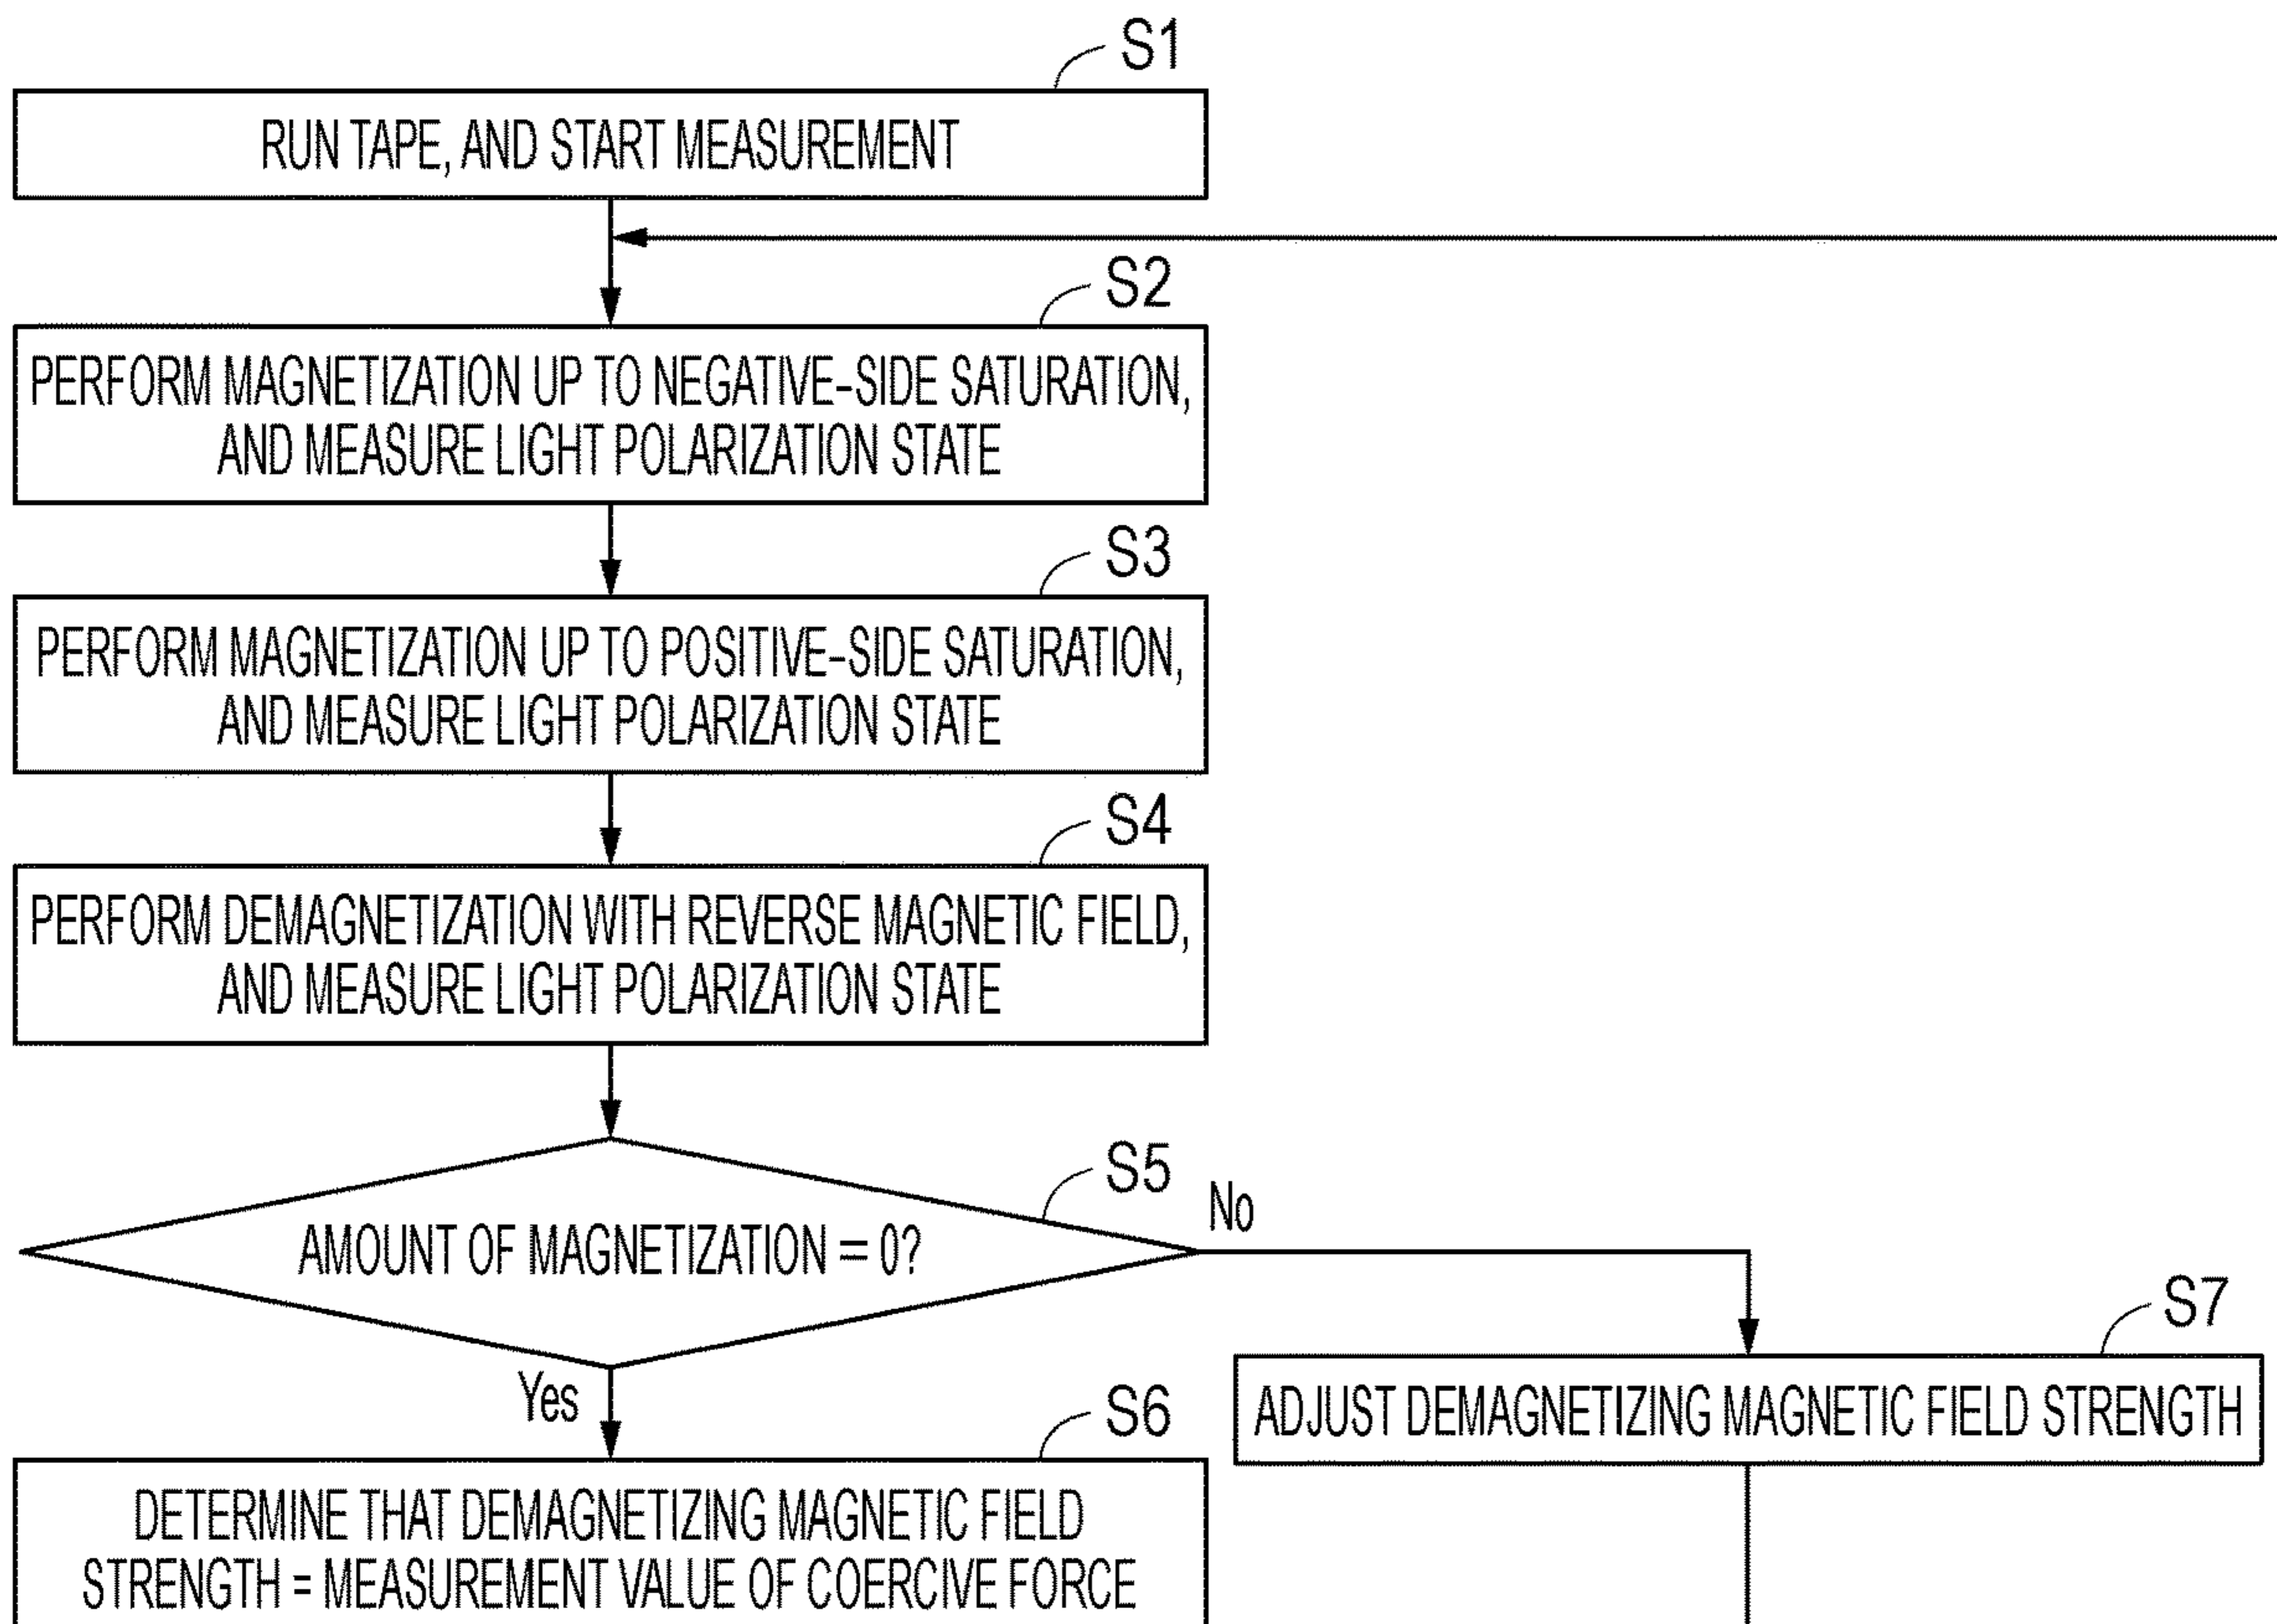 S1
RUN TAPE, AND START MEASUREMENT
S2
PERFORM MAGNETIZATION UP TO NEGATIVE-SIDE SATURATION,
AND MEASURE LIGHT POLARIZATION STATE
S3
PERFORM MAGNETIZATION UP TO POSITIVE-SIDE SATURATION,
AND MEASURE LIGHT POLARIZATION STATE
S4
PERFORM DEMAGNETIZATION WITH REVERSE MAGNETIC FIELD,
AND MEASURE LIGHT POLARIZATION STATE
S5
AMOUNT OF MAGNETIZATION = 0?
No
Yes
S7
ADJUST DEMAGNETIZING MAGNETIC FIELD STRENGTH
S6
DETERMINE THAT DEMAGNETIZING MAGNETIC FIELD
STRENGTH = MEASUREMENT VALUE OF COERCIVE FORCE